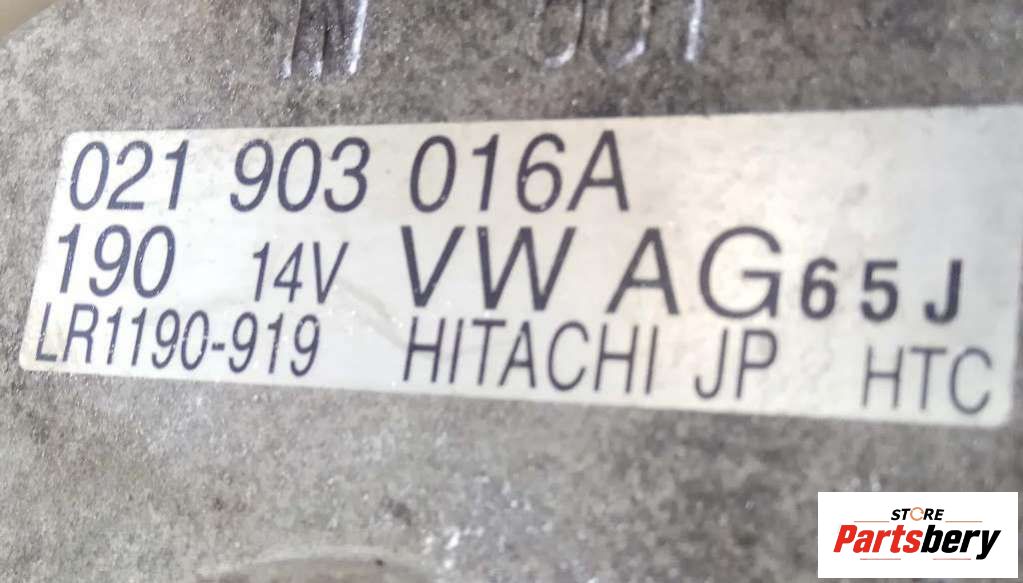 021 903 016A
190 14V VW AG 65J
LR1190-919 HITACHI JP HTC
STORE
Partsbery